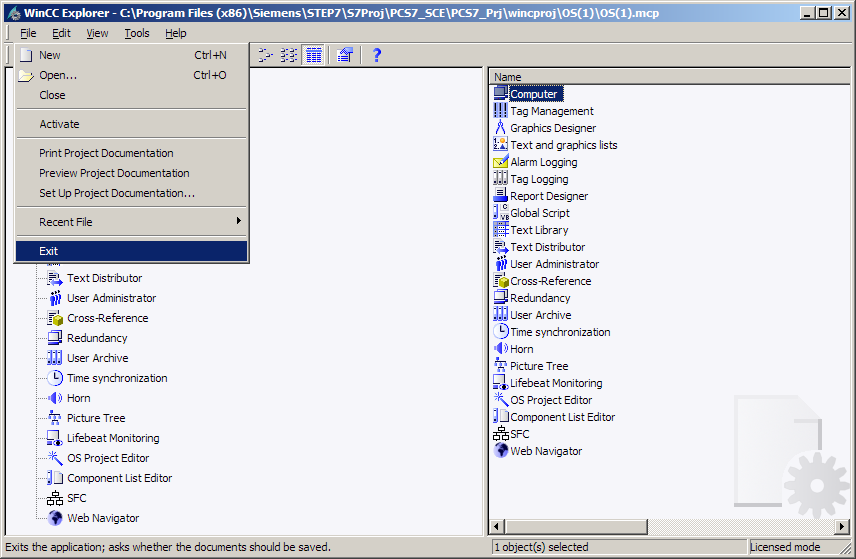 WinCC Explorer - C:\Program Files (x86)\Siemens\STEP7\S7Proj\PCS7_SCE\PCS7_Prj\wincproj\OS(1)\OS(1).mcp
File Edit View Tools Help
New Ctrl+N
Open... Ctrl+O
Close
Activate
Print Project Documentation
Preview Project Documentation
Set Up Project Documentation...
Recent File
Exit
Text Distributor
User Administrator
Cross-Reference
Redundancy
User Archive
Time synchronization
Horn
Picture Tree
Lifebeat Monitoring
OS Project Editor
Component List Editor
SFC
Web Navigator
Name
Computer
Tag Management
Graphics Designer
Text and graphics lists
Alarm Logging
Tag Logging
Report Designer
Global Script
Text Library
Text Distributor
User Administrator
Cross-Reference
Redundancy
User Archive
Time synchronization
Horn
Picture Tree
Lifebeat Monitoring
OS Project Editor
Component List Editor
SFC
Web Navigator
Exits the application; asks whether the documents should be saved.
1 object(s) selected
Licensed mode